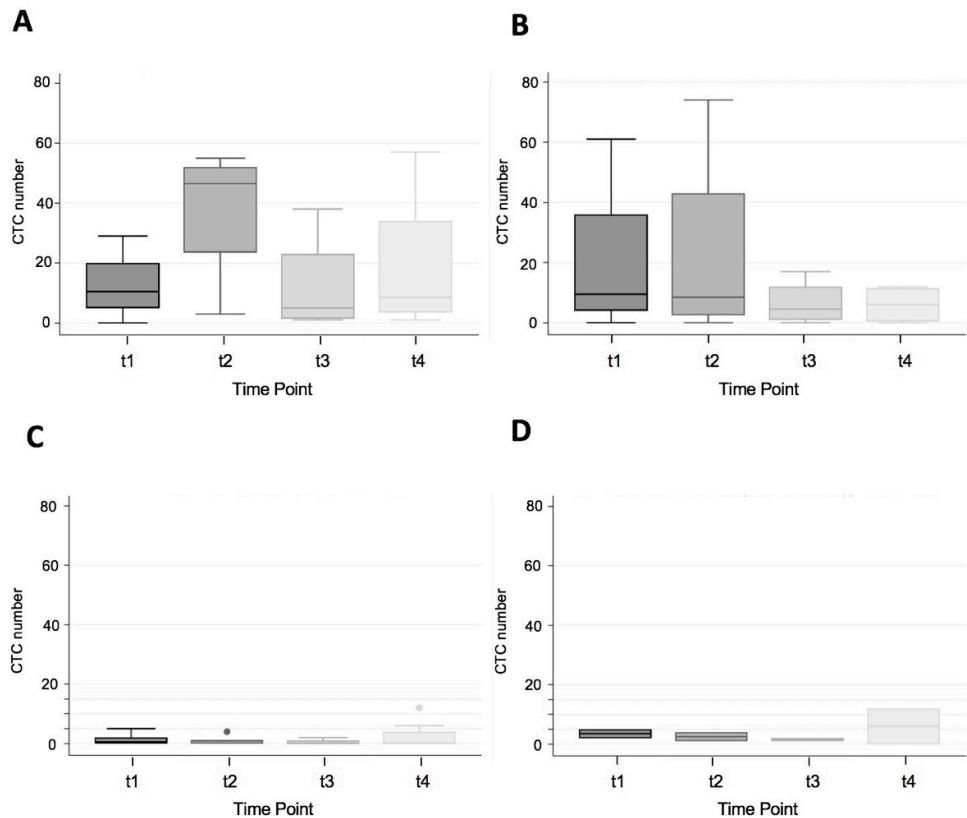 A
80
60
40
20
0
CTC number
t1 t2 t3 t4
Time Point
B
80
60
40
20
0
CTC number
t1 t2 t3 t4
Time Point
C
80
60
40
20
0
CTC number
t1 t2 t3 t4
Time Point
D
80
60
40
20
0
CTC number
t1 t2 t3 t4
Time Point